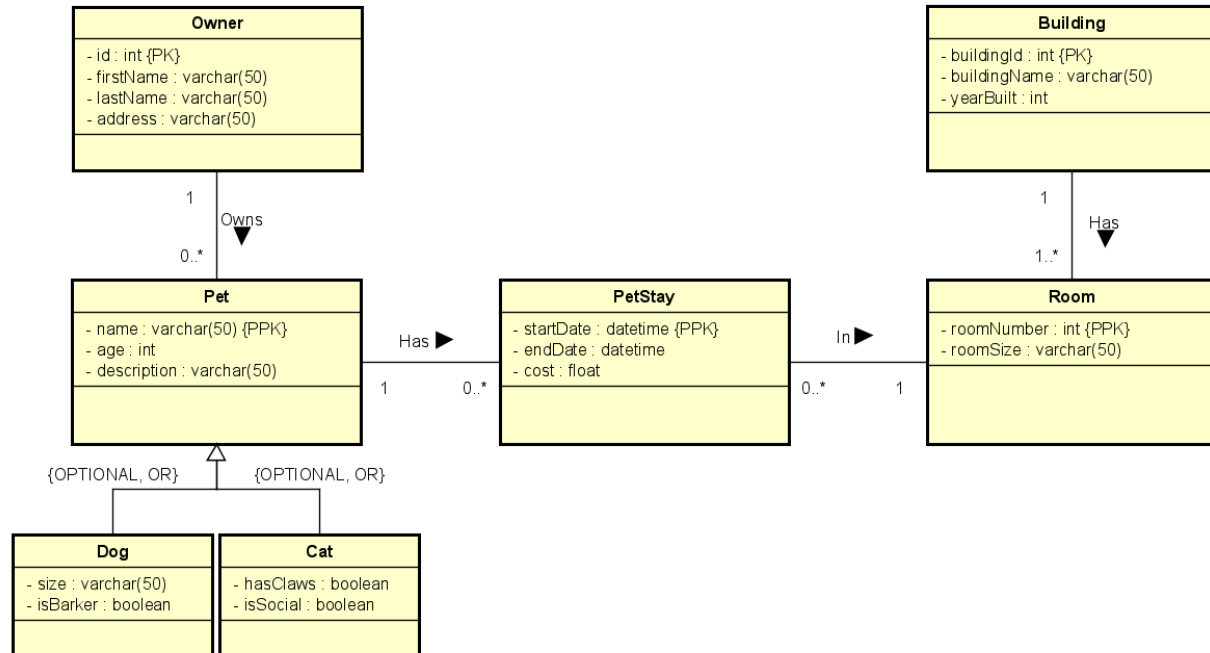 Owner
- id : int {PK}
- firstName : varchar(50)
- lastName : varchar(50)
- address : varchar(50)
Building
- buildingId : int {PK}
- buildingName : varchar(50)
- yearBuilt : int
1
Owns
0..*
1
Has
1..*
Pet
- name : varchar(50) {PPK}
- age : int
- description : varchar(50)
Has
1
0..*
PetStay
- startDate : datetime {PPK}
- endDate : datetime
- cost : float
In
0..*
1
Room
- roomNumber : int {PPK}
- roomSize : varchar(50)
{OPTIONAL, OR}
{OPTIONAL, OR}
Dog
- size : varchar(50)
- isBarker : boolean
Cat
- hasClaws : boolean
- isSocial : boolean